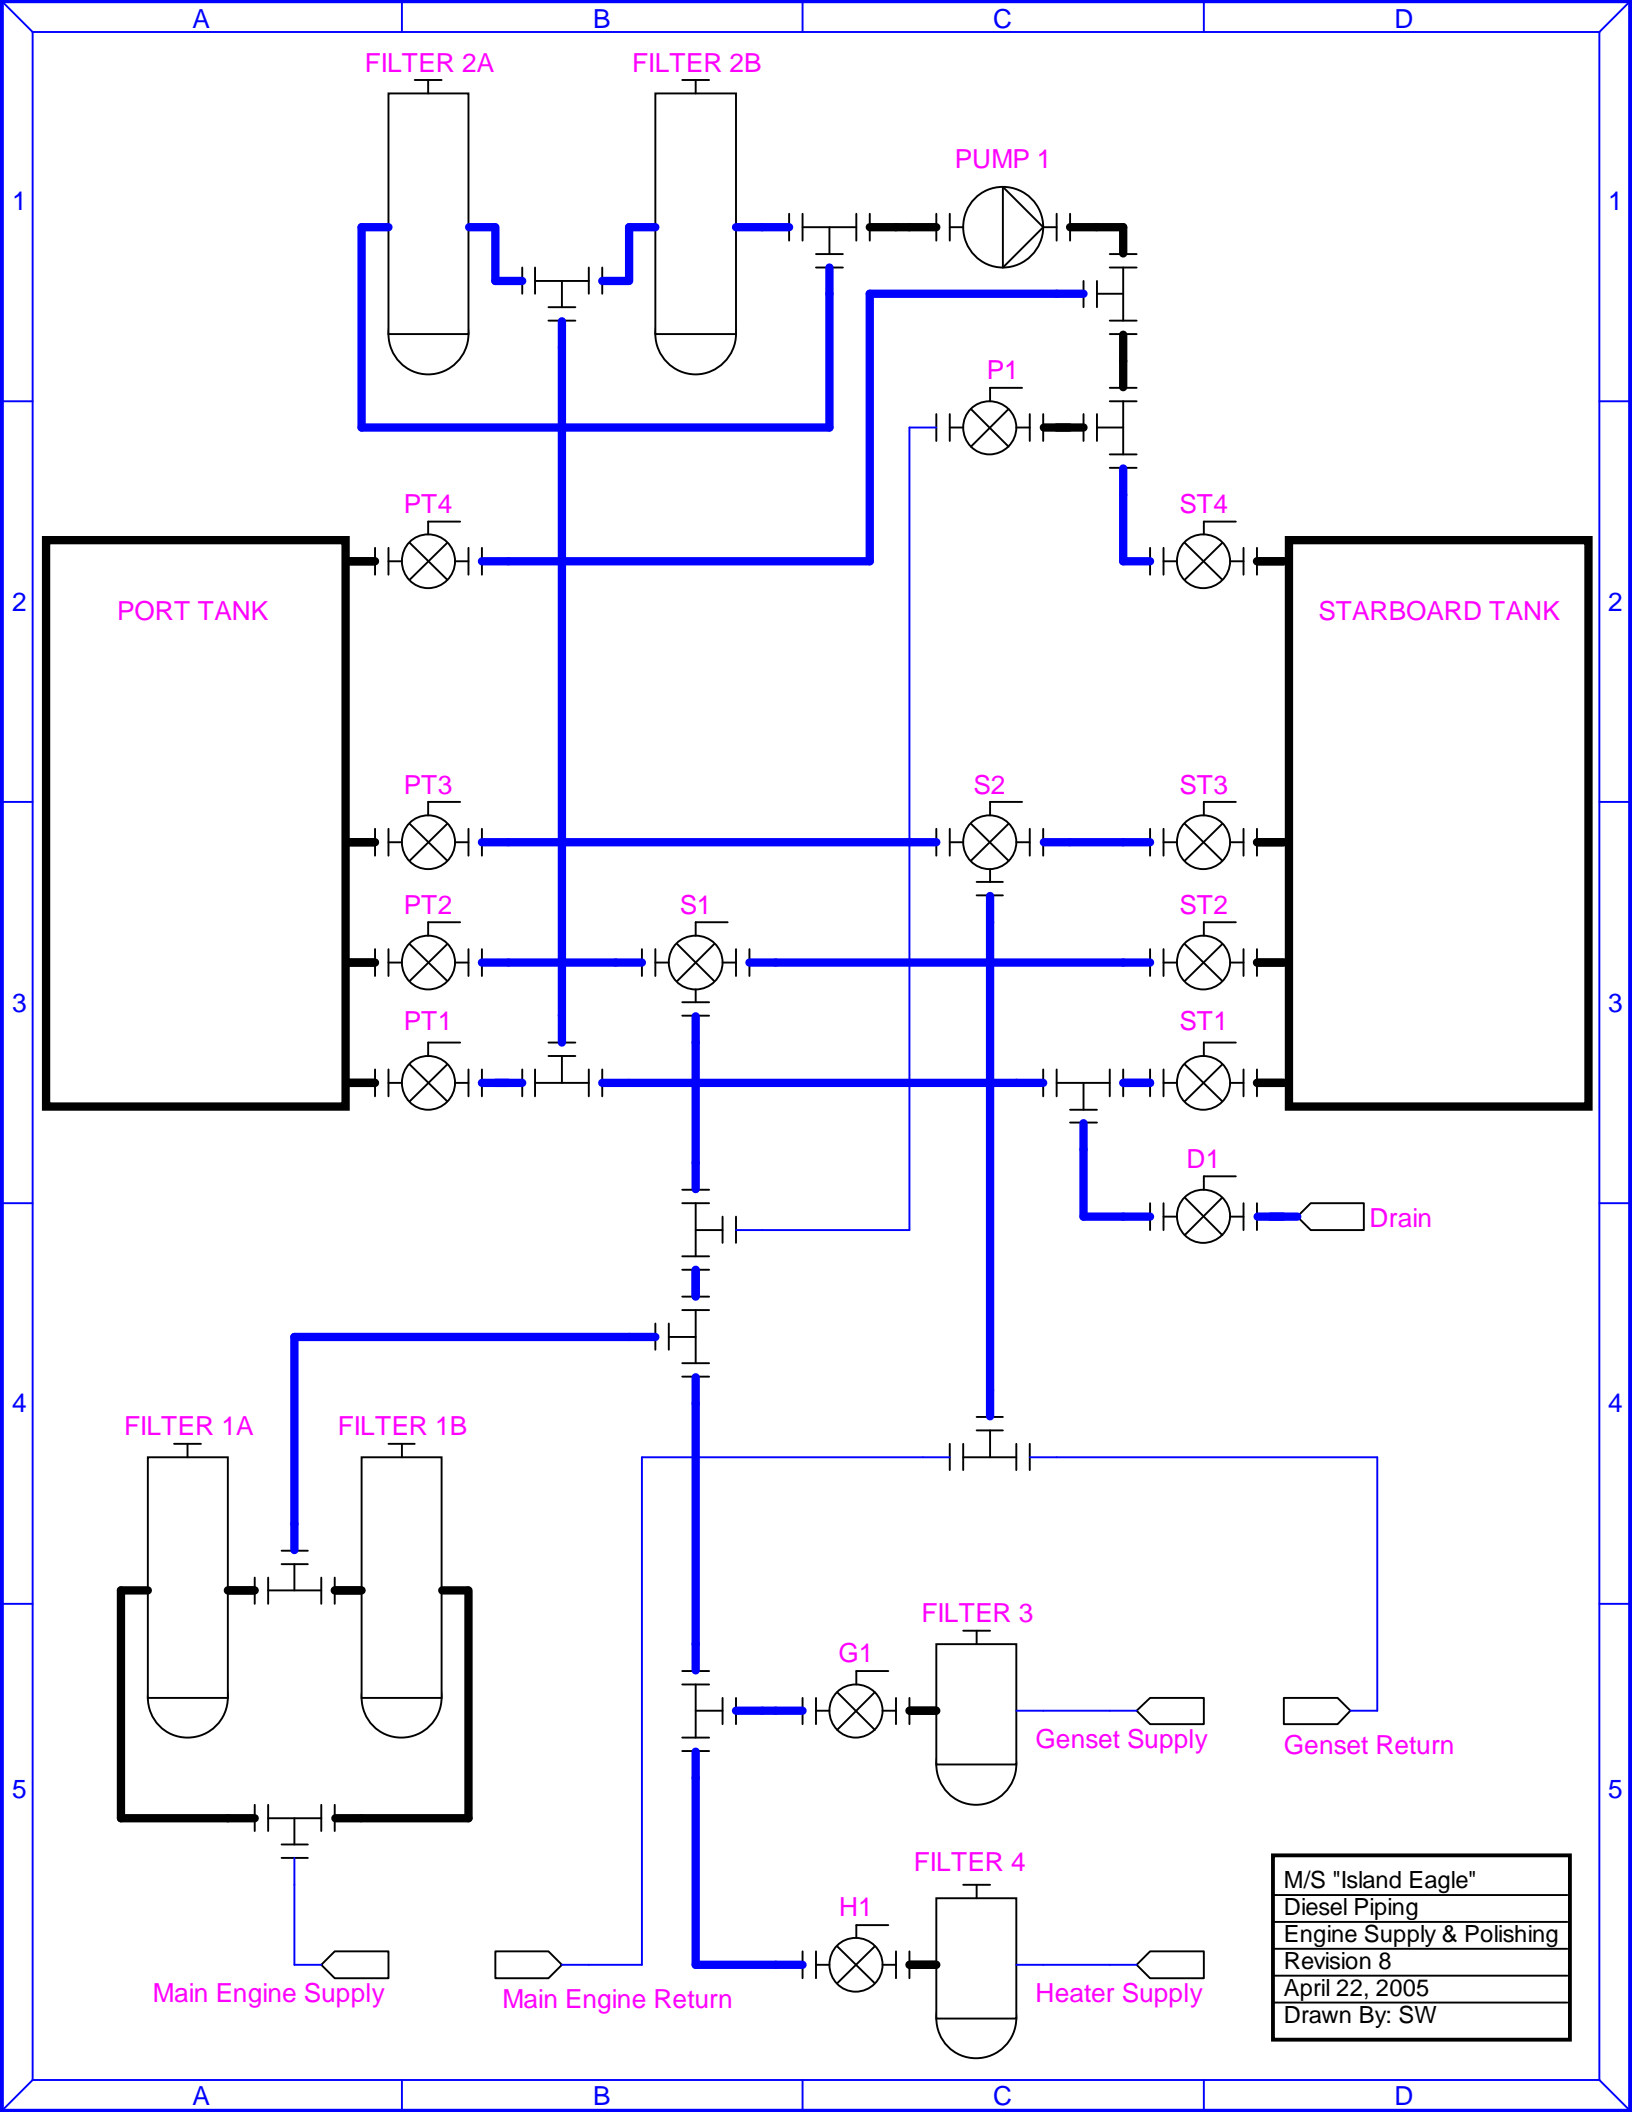 A B C D
FILTER 2A FILTER 2B
PUMP 1
1 1
P1
PT4 ST4
2 2
PORT TANK STARBOARD TANK
PT3 S2 ST3
PT2 S1 ST2
3 3
PT1 ST1
D1
Drain
4 4
FILTER 1A FILTER 1B
FILTER 3
G1
Genset Supply Genset Return
5 5
FILTER 4
M/S "Island Eagle"
H1
Diesel Piping
Engine Supply & Polishing
Revision 8
Main Engine Supply Main Engine Return Heater Supply
April 22, 2005
Drawn By: SW
A B C D